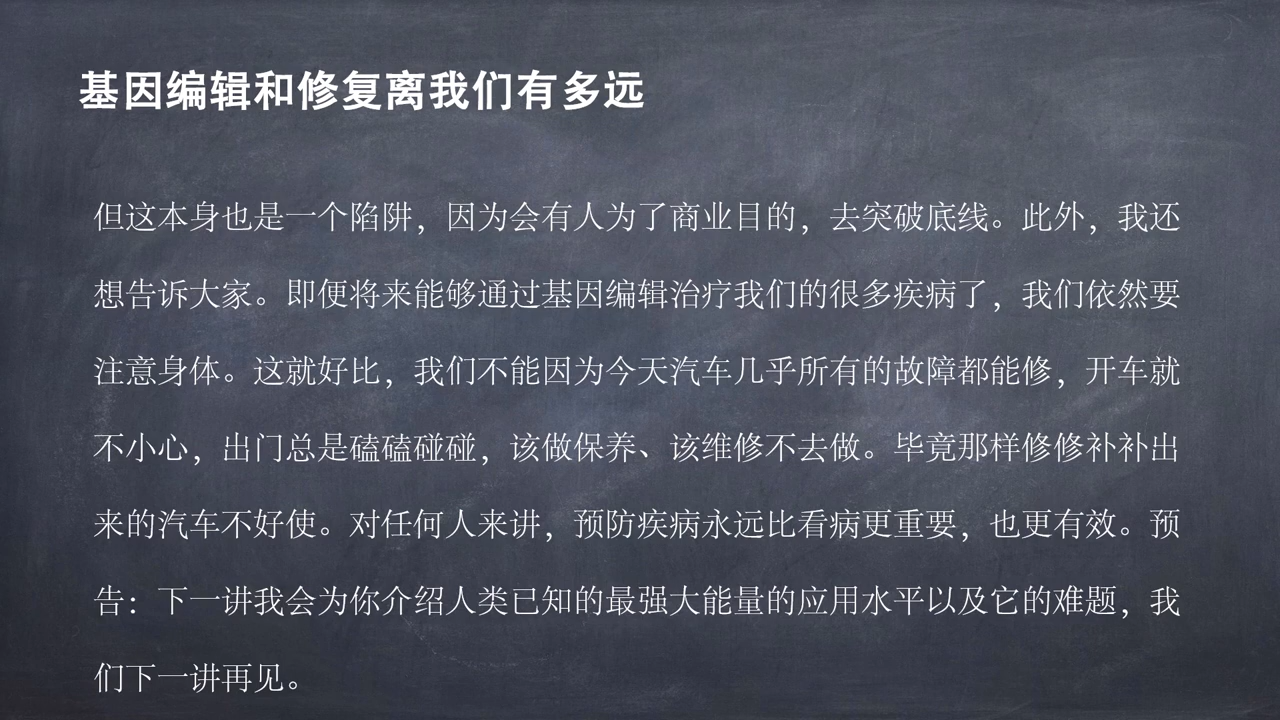 基因编辑和修复离我们有多远
但这本身也是一个陷阱，因为会有人为了商业目的，去突破底线。此外，我还
想告诉大家。即便将来能够通过基因编辑治疗我们的很多疾病了，我们依然要
注意身体。这就好比，我们不能因为今天汽车几乎所有的故障都能修，开车就
不小心，出门总是磕磕碰碰，该做保养、该维修不去做。毕竟那样修修补补出
来的汽车不好使。对任何人来讲，预防疾病永远比看病更重要，也更有效。预
告：下一讲我会为你介绍人类已知的最强大能量的应用水平以及它的难题，我
们下一讲再见。